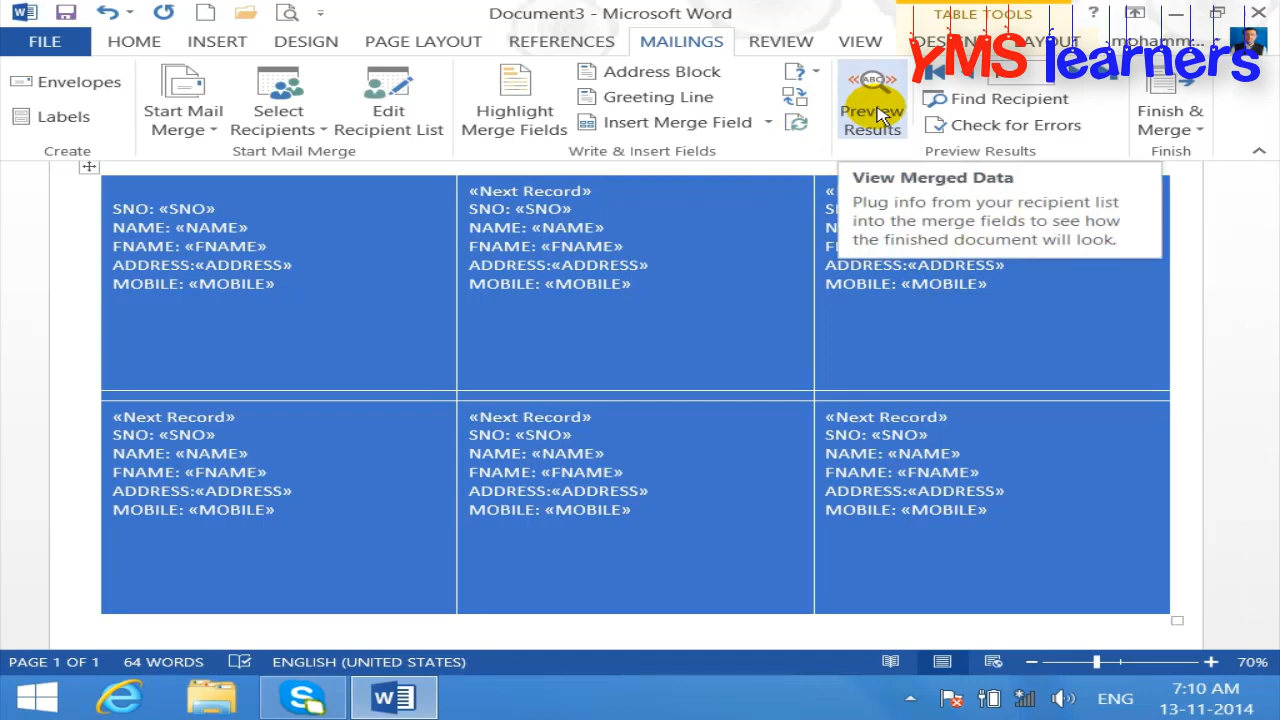 Document3 - Microsoft Word
TABLE TOOLS
?
FILE
HOME
INSERT
DESIGN
PAGE LAYOUT
REFERENCES
MAILINGS
REVIEW
VIEW
mohamm...
YMS learners
Envelopes
Labels
Create
Start Mail
Merge
Select
Recipients
Edit
Recipient List
Start Mail Merge
Highlight
Merge Fields
Address Block
Greeting Line
Insert Merge Field
Write & Insert Fields
«ABC»
Preview
Results
Find Recipient
Check for Errors
Preview Results
Finish &
Merge
Finish
View Merged Data
Plug info from your recipient list
into the merge fields to see how
the finished document will look.
SNO: «SNO»
NAME: «NAME»
FNAME: «FNAME»
ADDRESS:«ADDRESS»
MOBILE: «MOBILE»
«Next Record»
SNO: «SNO»
NAME: «NAME»
FNAME: «FNAME»
ADDRESS:«ADDRESS»
MOBILE: «MOBILE»
ADDRESS:«ADDRESS»
MOBILE: «MOBILE»
«Next Record»
SNO: «SNO»
NAME: «NAME»
FNAME: «FNAME»
ADDRESS:«ADDRESS»
MOBILE: «MOBILE»
«Next Record»
SNO: «SNO»
NAME: «NAME»
FNAME: «FNAME»
ADDRESS:«ADDRESS»
MOBILE: «MOBILE»
«Next Record»
SNO: «SNO»
NAME: «NAME»
FNAME: «FNAME»
ADDRESS:«ADDRESS»
MOBILE: «MOBILE»
PAGE 1 OF 1
64 WORDS
ENGLISH (UNITED STATES)
70%
ENG
7:10 AM
13-11-2014